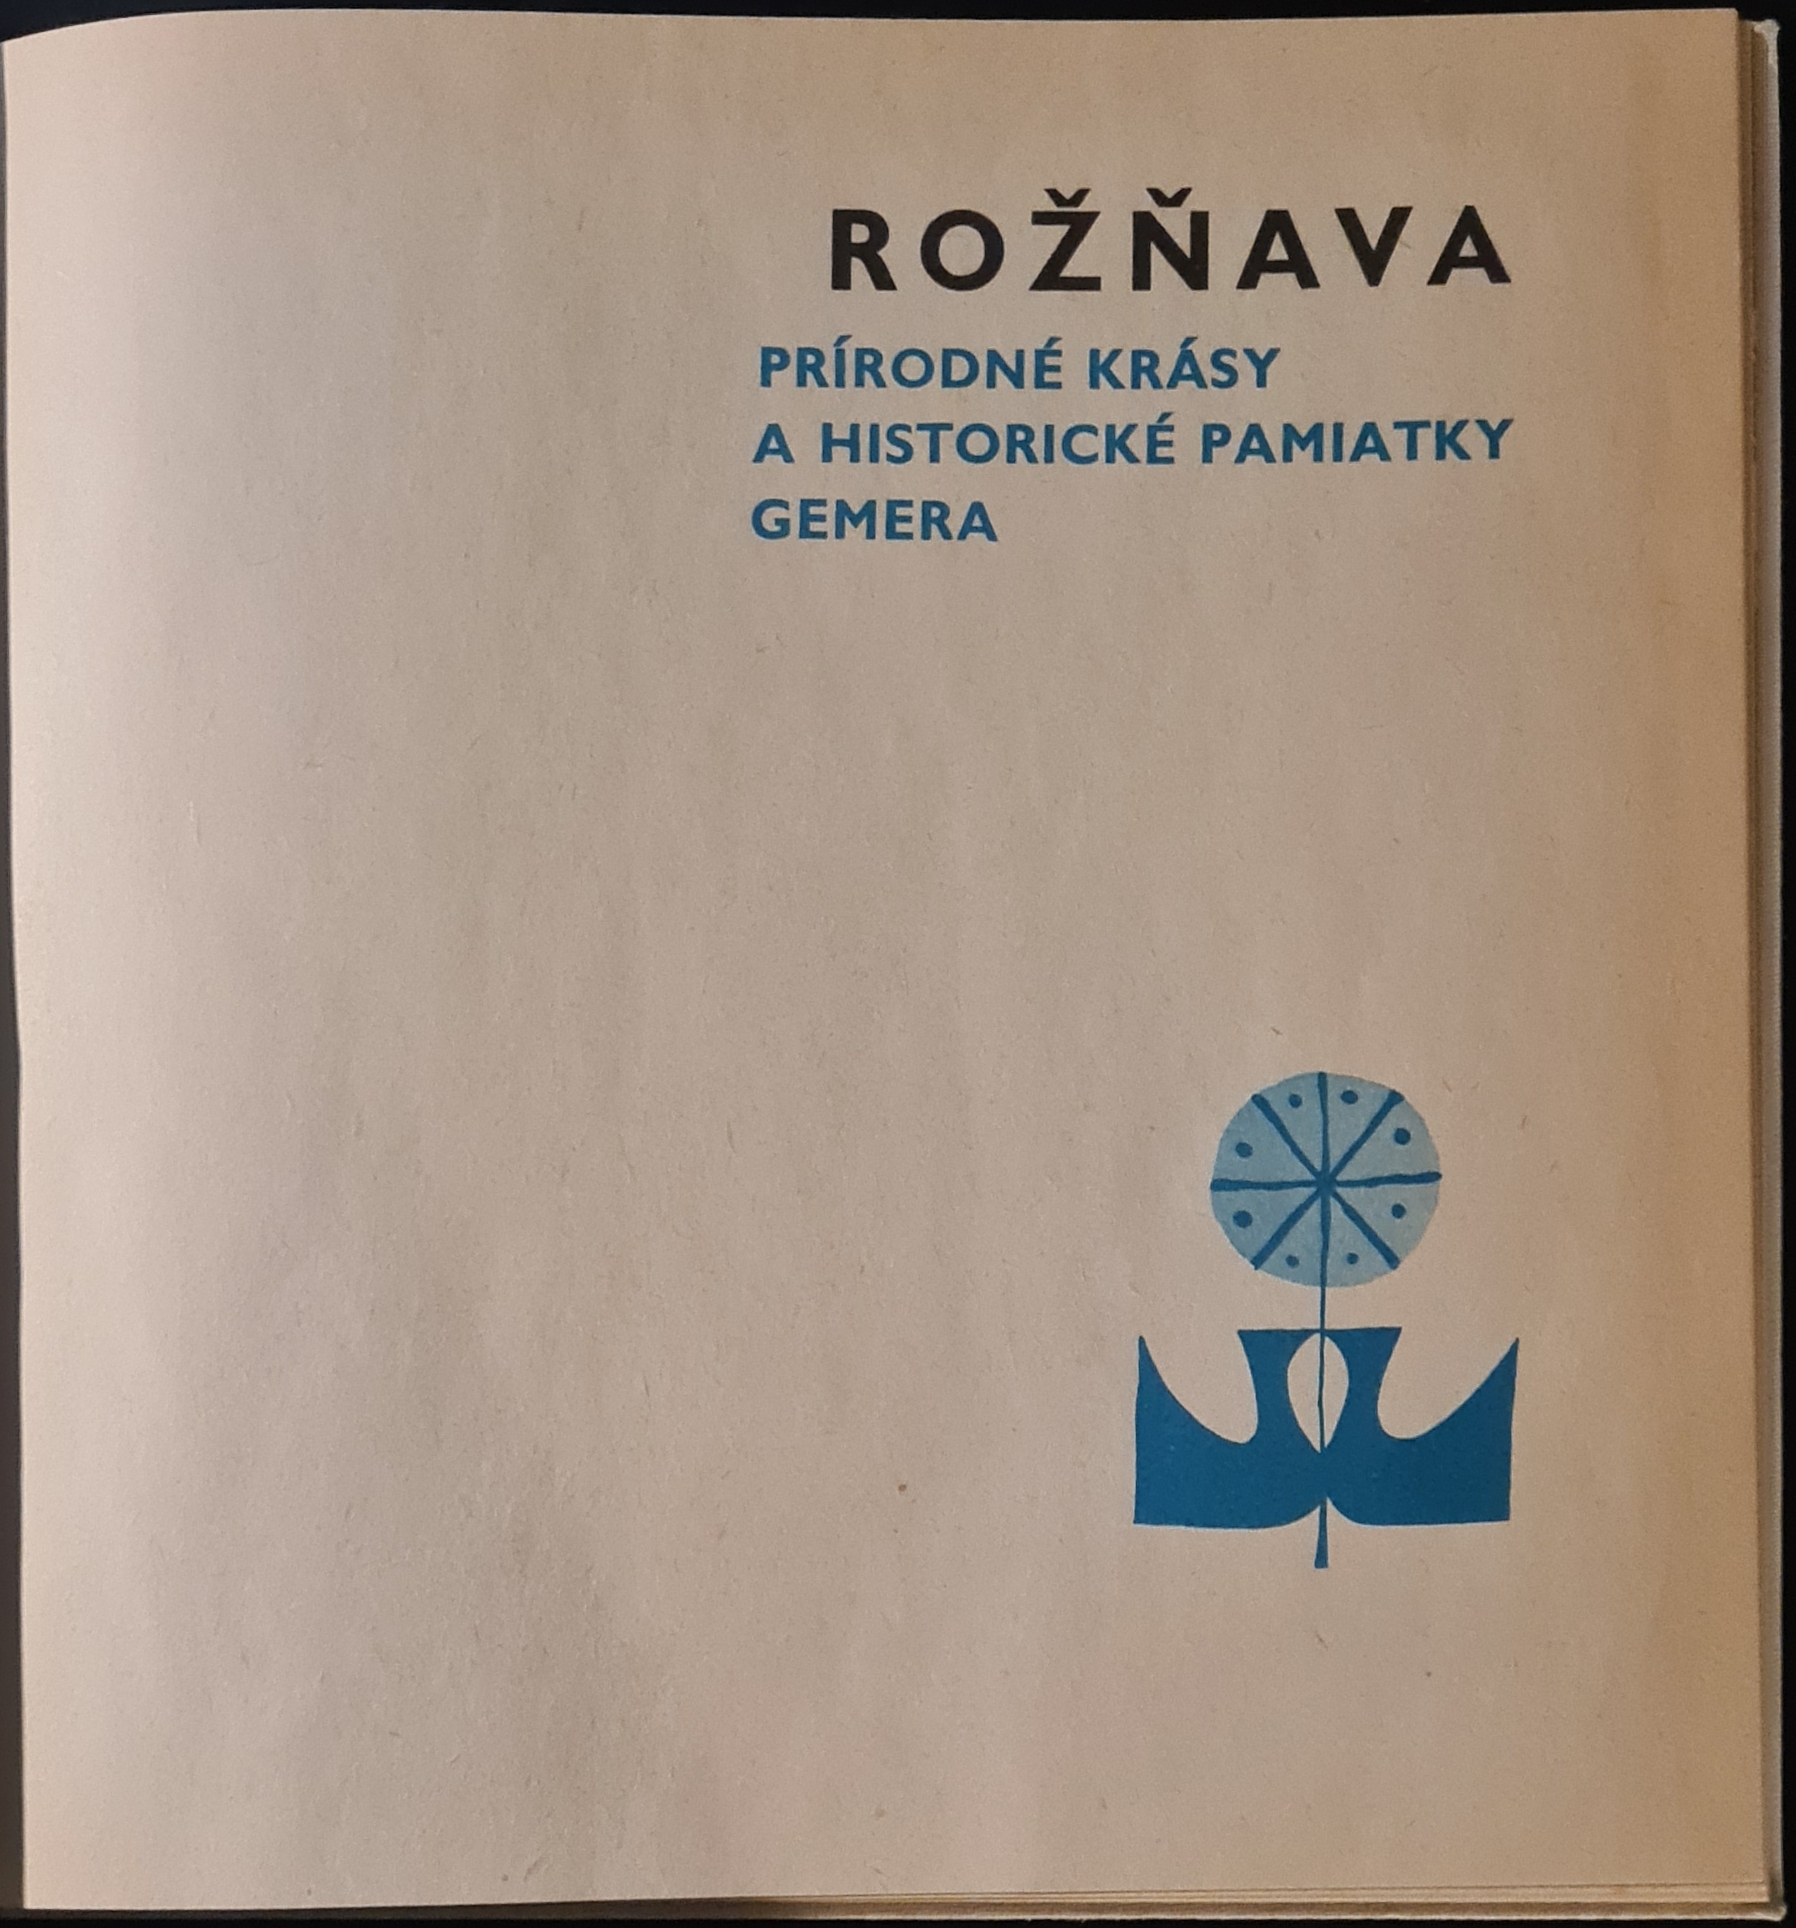 ROŽŇAVA
PRÍRODNÉ KRÁSY
A HISTORICKÉ PAMIATKY
GEMERA